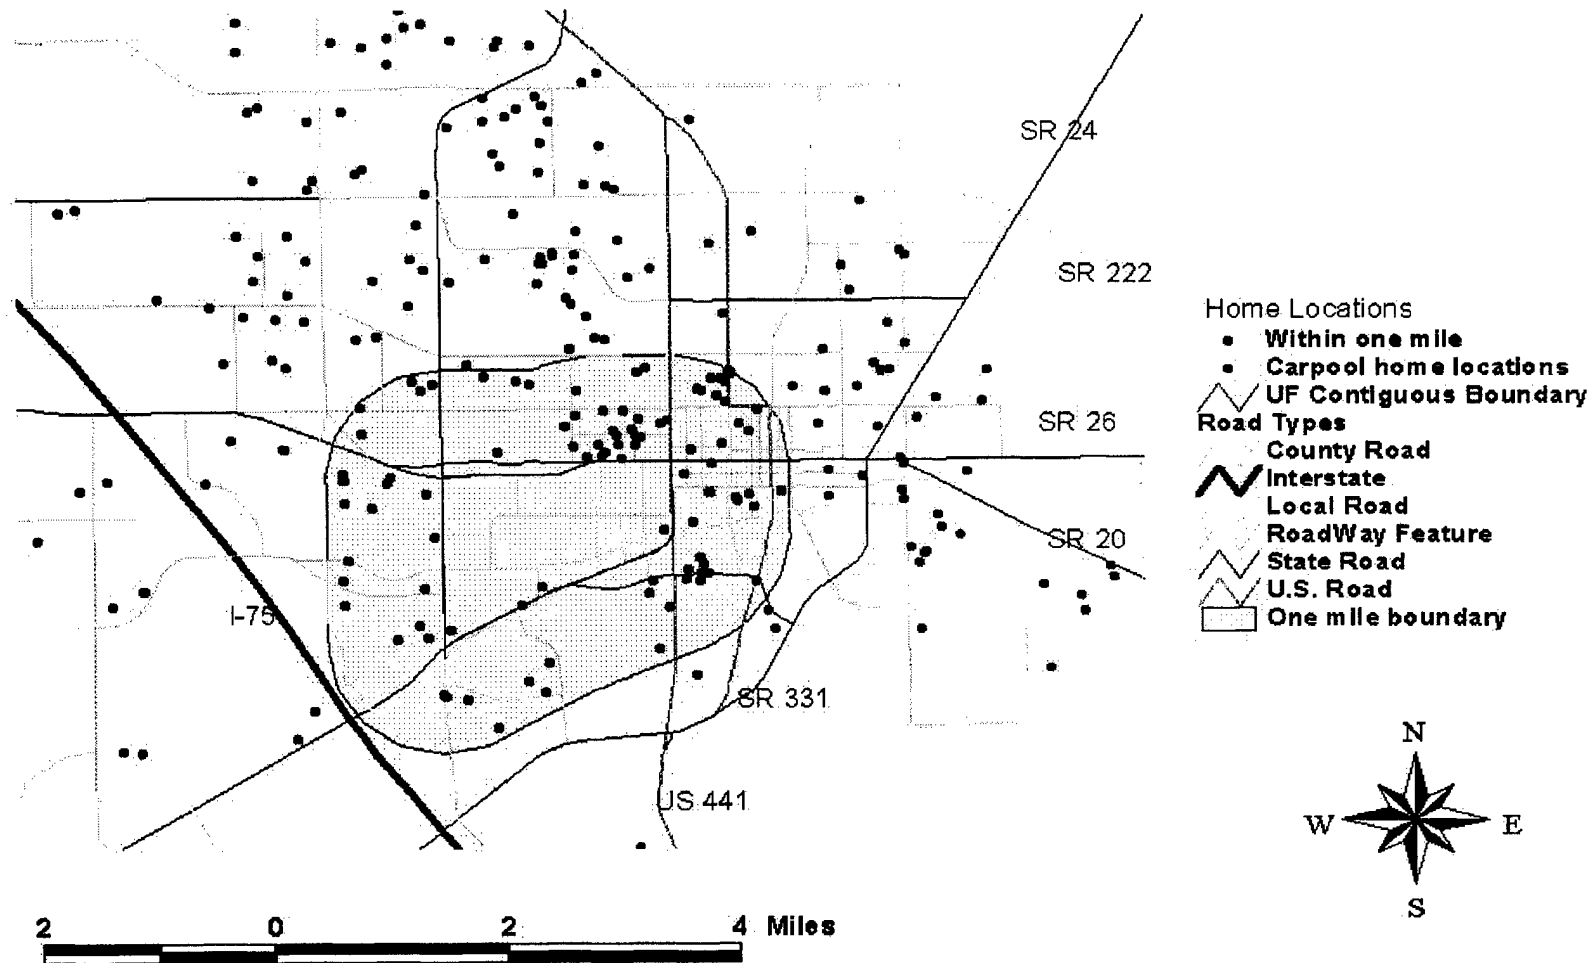 SR 24
SR 222
Home Locations
Within one mile
Carpool home locations
UF Contiguous Boundary
SR 26
Road Types
County Road
Interstate
Local Road
RoadWay Feature
SR 20
State Road
U.S. Road
I-75
One mile boundary
SR 331
N
US 441
W E
S
2 0 2 4 Miles